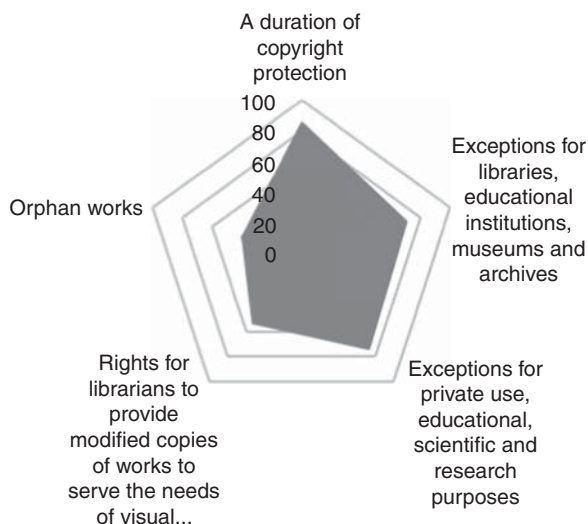 A duration of
copyright
protection
100
80
60
40
20
0
Exceptions for
libraries,
educational
institutions,
museums and
archives
Orphan works
Rights for
librarians to
provide
modified copies
of works to
serve the needs
of visual...
Exceptions for
private use,
educational,
scientific and
research
purposes